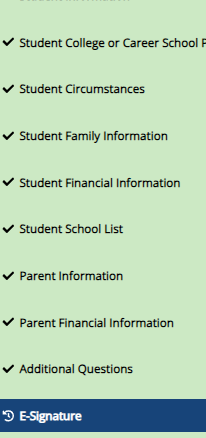 Student College or Career School
Student Circumstances
Student Family Information
Student Financial Information
Student School List
Parent Information
Parent Financial Information
Additional Questions
E-Signature